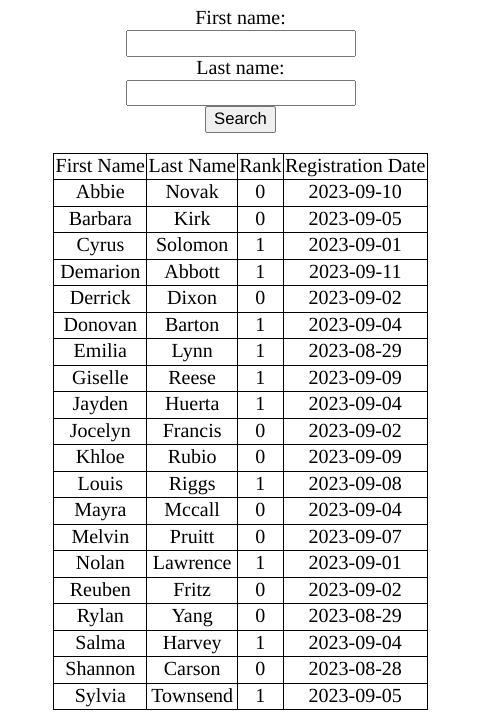 First name:
Last name:
Search
First Name Last Name Rank Registration Date
Abbie Novak 0 2023-09-10
Barbara Kirk 0 2023-09-05
Cyrus Solomon 1 2023-09-01
Demarion Abbott 1 2023-09-11
Derrick Dixon 0 2023-09-02
Donovan Barton 1 2023-09-04
Emilia Lynn 1 2023-08-29
Giselle Reese 1 2023-09-09
Jayden Huerta 1 2023-09-04
Jocelyn Francis 0 2023-09-02
Khloe Rubio 0 2023-09-09
Louis Riggs 1 2023-09-08
Mayra Mccall 0 2023-09-04
Melvin Pruitt 0 2023-09-07
Nolan Lawrence 1 2023-09-01
Reuben Fritz 0 2023-09-02
Rylan Yang 0 2023-08-29
Salma Harvey 1 2023-09-04
Shannon Carson 0 2023-08-28
Sylvia Townsend 1 2023-09-05